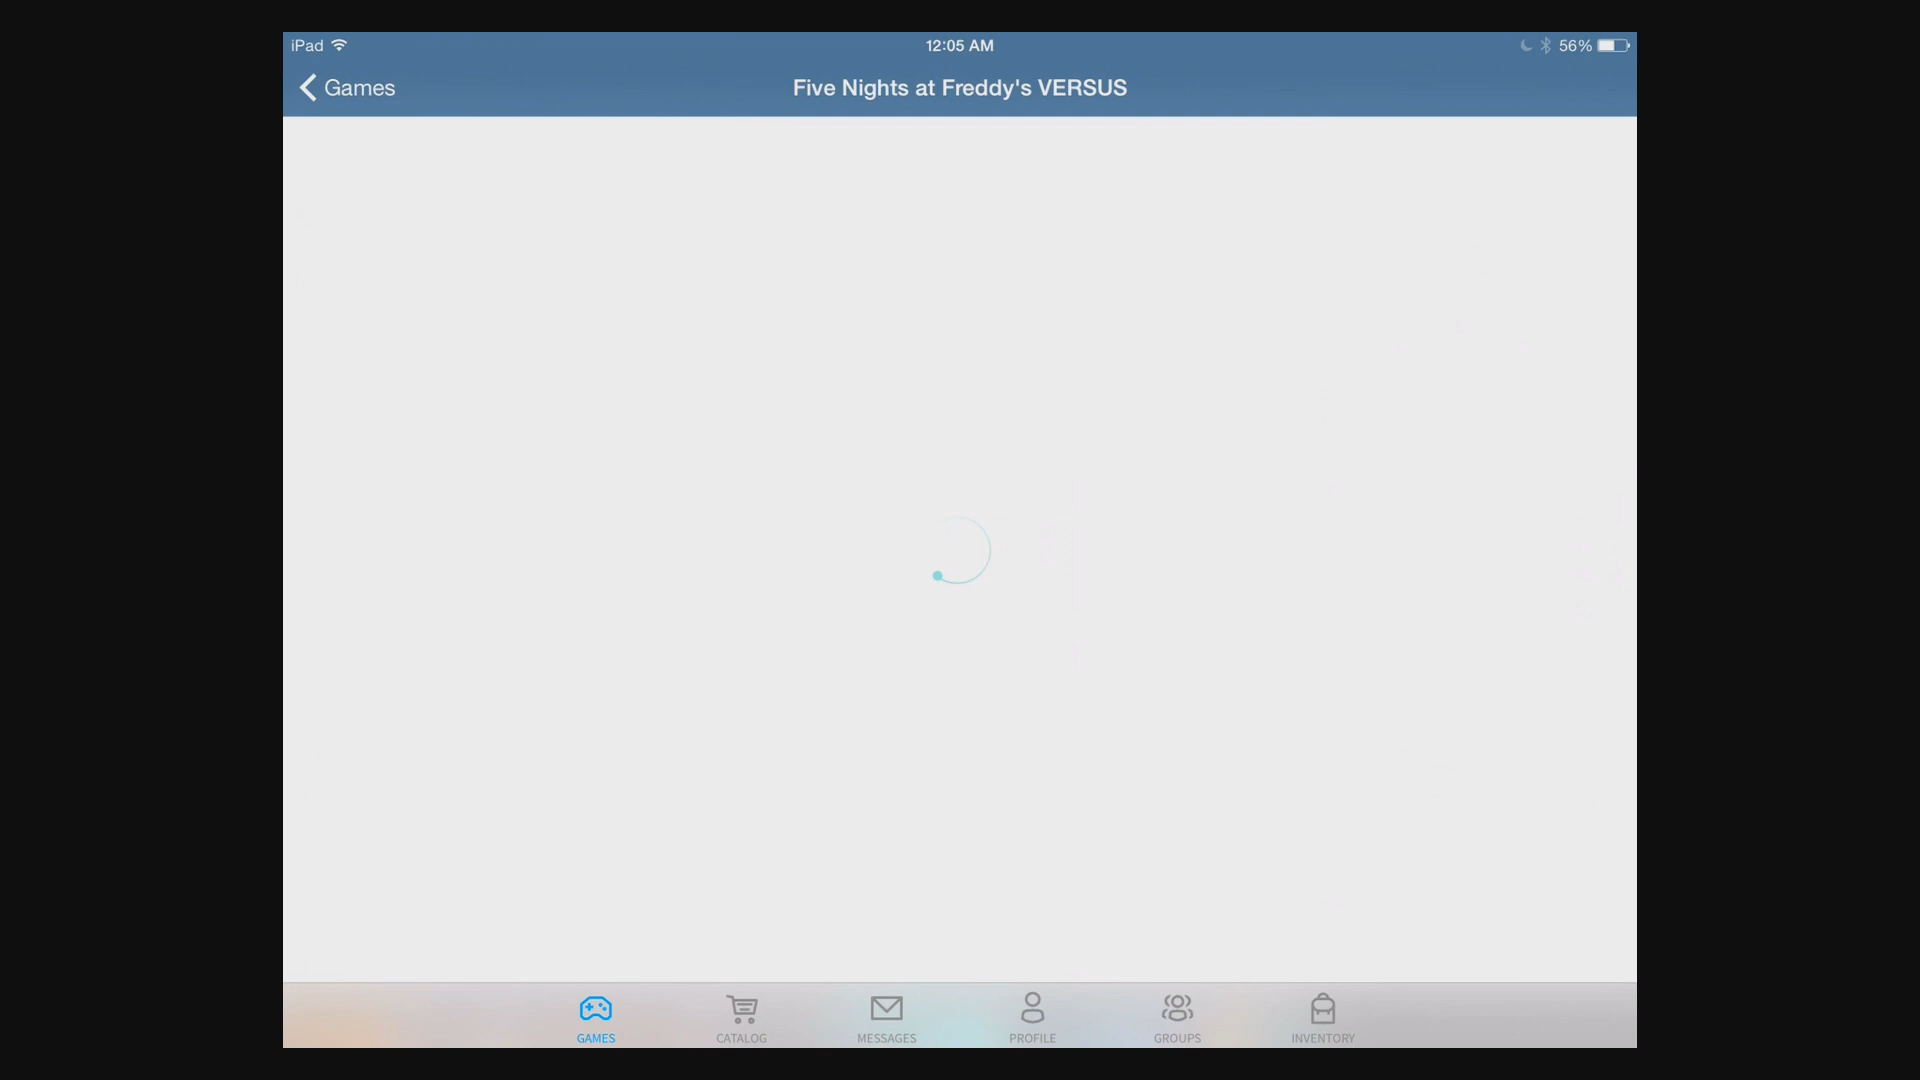 iPad
12:05 AM
56%
Games
Five Nights at Freddy's VERSUS
GAMES
CATALOG
MESSAGES
PROFILE
GROUPS
INVENTORY